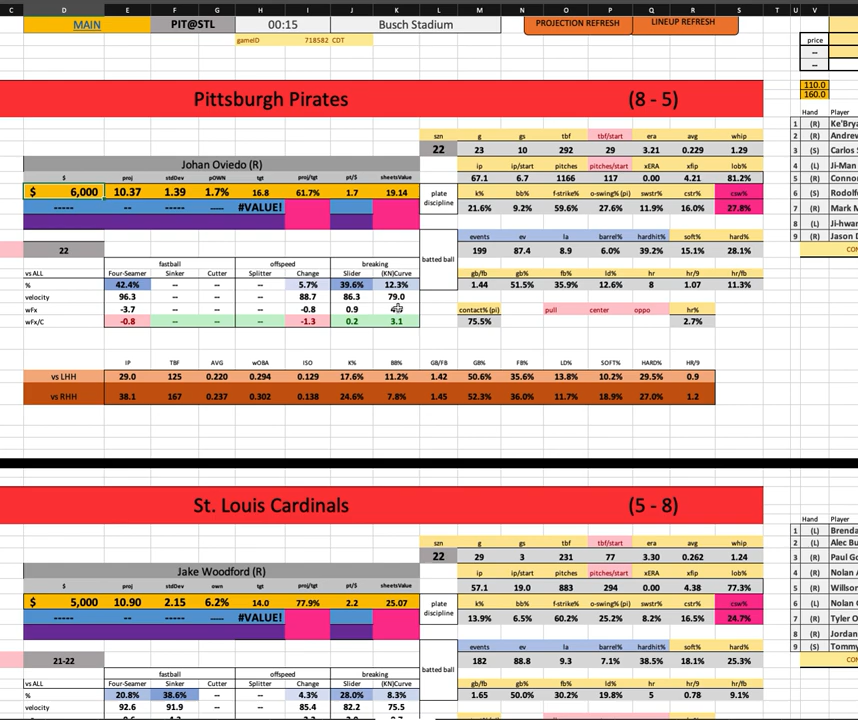 C D E F G H I J K L M N O P Q R S T U V
MAIN PIT@STL 00:15 Busch Stadium PROJECTION REFRESH LINEUP REFRESH
gameID 718582 CDT price
--
--
110.0
160.0
Pittsburgh Pirates (8 - 5)
Hand Player
1 (R) Ke'Brya
2 (R) Andrew
3 (S) Carlos
4 (L) Ji-Man
5 (R) Connor
6 (S) Rodolf
7 (R) Mark
8 (L) Ji-hwar
9 (R) Jason D
CON
szn g gs tbf tbf/start era avg whip
22 23 10 292 29 3.21 0.229 1.29
Johan Oviedo (R)
ip ip/start pitches pitches/start xERA xfip lob%
67.1 6.7 1166 117 0.00 4.21 81.2%
$ proj stdDev pOWN tgt proj/tgt pt/$ sheetsValue
$ 6,000 10.37 1.39 1.7% 16.8 61.7% 1.7 19.14
plate discipline
k% bb% f-strike% o-swing% (pi) swstr% cstr% csw%
21.6% 9.2% 59.6% 27.6% 11.9% 16.0% 27.8%
----- -- ----- ----- #VALUE! ----- -----
22
batted ball
events ev la barrel% hardhit% soft% hard%
199 87.4 8.9 6.0% 39.2% 15.1% 28.1%
gb/fb gb% fb% ld% hr hr/9 hr/fb
1.44 51.5% 35.9% 12.6% 8 1.07 11.3%
fastball offspeed breaking
vs ALL Four-Seamer Sinker Cutter Splitter Change Slider (KN)Curve
% 42.4% -- -- -- 5.7% 39.6% 12.3%
velocity 96.3 -- -- -- 88.7 86.3 79.0
wFx -3.7 -- -- -- -0.8 0.9
wFx/C -0.8 -- -- -- -1.3 0.2 3.1
contact% (pi) pull center oppo hr%
75.5% 2.7%
IP TBF AVG wOBA ISO K% BB% GB/FB GB% FB% LD% SOFT% HARD% HR/9
vs LHH 29.0 125 0.220 0.294 0.129 17.6% 11.2% 1.42 50.6% 35.6% 13.8% 10.2% 29.5% 0.9
vs RHH 38.1 167 0.237 0.302 0.138 24.6% 7.8% 1.45 52.3% 36.0% 11.7% 18.9% 27.0% 1.2
St. Louis Cardinals (5 - 8)
Hand Player
1 (L) Brenda
2 (L) Alec Bu
3 (R) Paul Go
4 (R) Nolan
5 (R) Willson
6 (L) Nolan
7 (R) Tyler O
8 (R) Jordan
9 (S) Tommy
CON
szn g gs tbf tbf/start era avg whip
22 29 3 231 77 3.30 0.262 1.24
Jake Woodford (R)
ip ip/start pitches pitches/start xERA xfip lob%
57.1 19.0 883 294 0.00 4.38 77.3%
$ proj stdDev own tgt proj/tgt pt/$ sheetsValue
$ 5,000 10.90 2.15 6.2% 14.0 77.9% 2.2 25.07
plate discipline
k% bb% f-strike% o-swing% (pi) swstr% cstr% csw%
13.9% 6.5% 60.2% 25.2% 8.2% 16.5% 24.7%
----- -- ----- ----- #VALUE! ----- -----
21-22
batted ball
events ev la barrel% hardhit% soft% hard%
182 88.8 9.3 7.1% 38.5% 18.1% 25.3%
gb/fb gb% fb% ld% hr hr/9 hr/fb
1.65 50.0% 30.2% 19.8% 5 0.78 9.1%
fastball offspeed breaking
vs ALL Four-Seamer Sinker Cutter Splitter Change Slider (KN)Curve
% 20.8% 38.6% -- -- 4.3% 28.0% 8.3%
velocity 92.6 91.9 -- -- 85.4 82.2 75.5